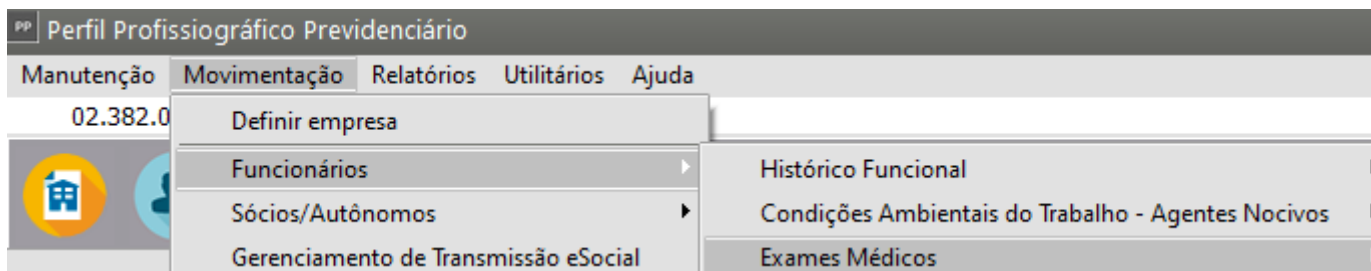 PP Perfil Profissiográfico Previdenciário
Manutenção Movimentação Relatórios Utilitários Ajuda
02.382.0
Definir empresa
Funcionários
Histórico Funcional
Sócios/Autônomos
Condições Ambientais do Trabalho - Agentes Nocivos
Gerenciamento de Transmissão eSocial
Exames Médicos